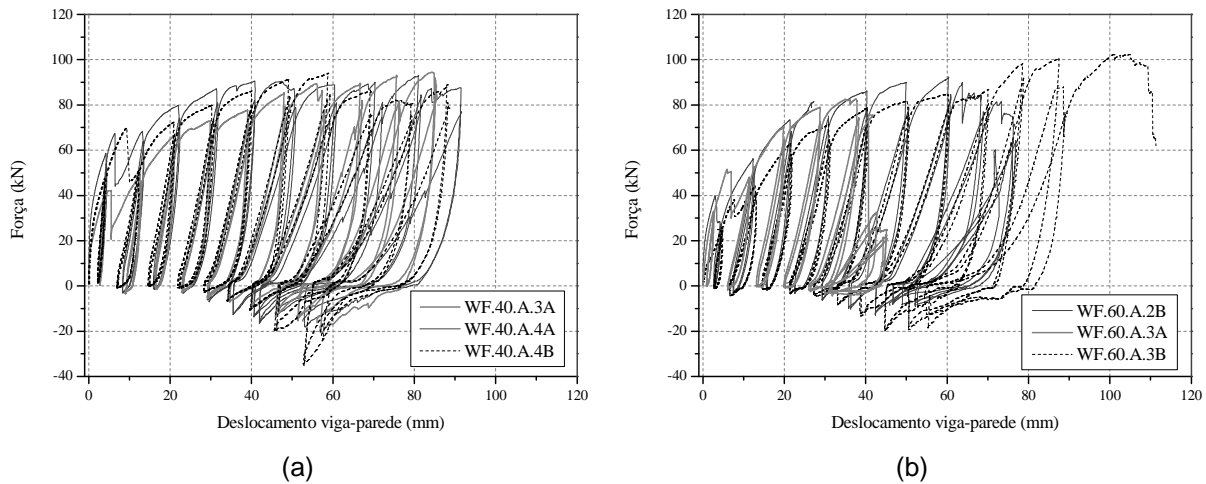 120
100
80
60
40
20
0
-20
-40
Força (kN)
0 20 40 60 80 100 120
Deslocamento viga-parede (mm)
WF.40.A.3A
WF.40.A.4A
WF.40.A.4B
(a)
120
100
80
60
40
20
0
-20
-40
Força (kN)
0 20 40 60 80 100 120
Deslocamento viga-parede (mm)
WF.60.A.2B
WF.60.A.3A
WF.60.A.3B
(b)